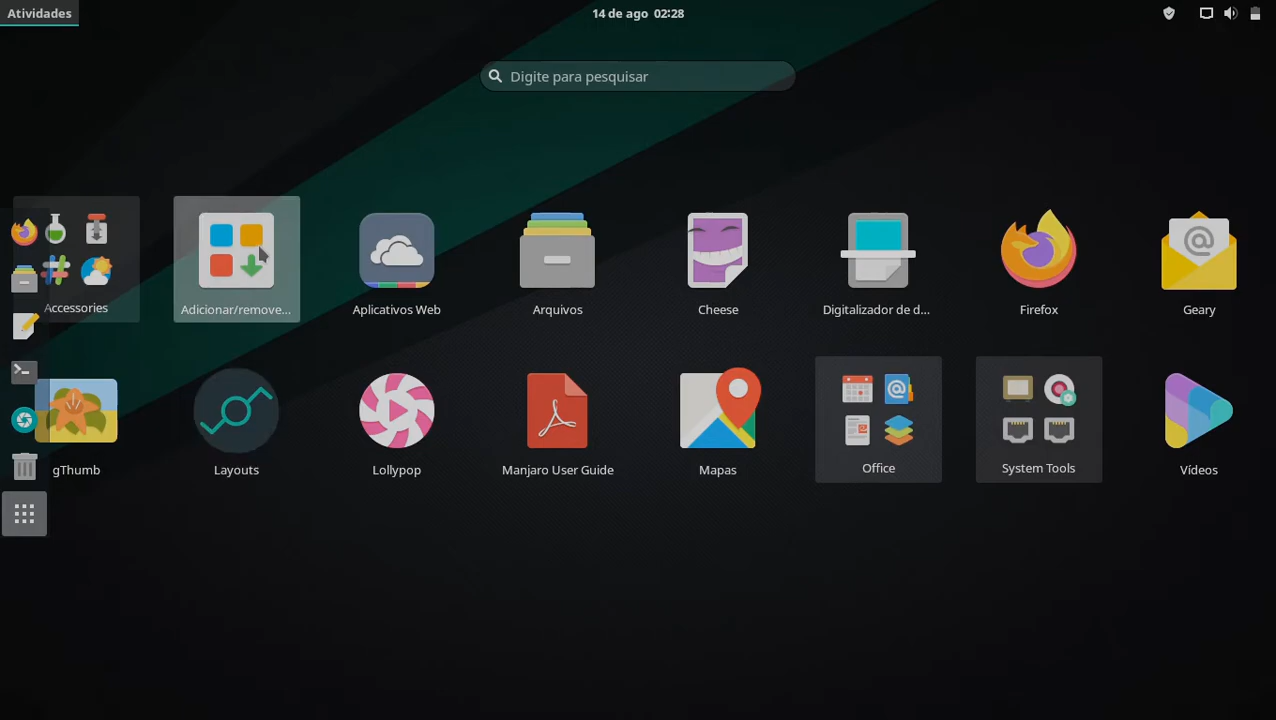 Atividades
14 de ago 02:28
Digite para pesquisar
Accessories
Adicionar/remove...
Aplicativos Web
Arquivos
Cheese
Digitalizador de d...
Firefox
Geary
gThumb
Layouts
Lollypop
Manjaro User Guide
Mapas
Office
System Tools
Vídeos